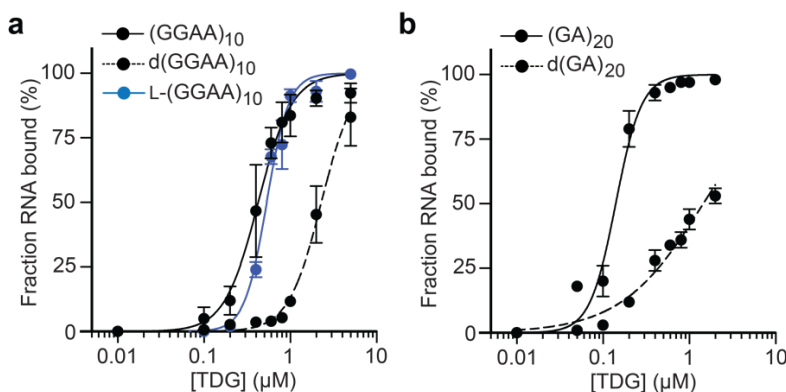 a
(GGAA)10
d(GGAA)10
L-(GGAA)10
Fraction RNA bound (%)
100
75
50
25
0
0.01
0.1
1
10
[TDG] (μM)
b
(GA)20
d(GA)20
Fraction RNA bound (%)
100
75
50
25
0
0.01
0.1
1
10
[TDG] (μM)